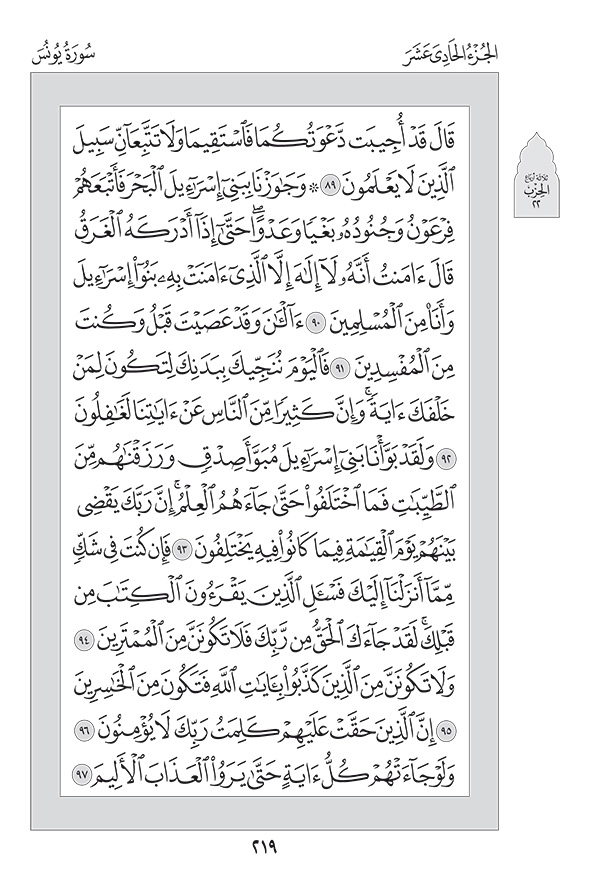 الجُزْءُ الحَادِي عَشَرَ
سُورَةُ يُونُسَ
قَالَ قَدْ أُجِيبَت دَّعْوَتُكُمَا فَٱسْتَقِيمَا وَلَا تَتَّبِعَآنِّ سَبِيلَ
ٱلَّذِينَ لَا يَعْلَمُونَ ٨٩ ۞ وَجَٰوَزْنَا بِبَنِىٓ إِسْرَٰٓءِيلَ ٱلْبَحْرَ فَأَتْبَعَهُمْ
فِرْعَوْنُ وَجُنُودُهُۥ بَغْيًا وَعَدْوًا ۖ حَتَّىٰٓ إِذَآ أَدْرَكَهُ ٱلْغَرَقُ
قَالَ ءَامَنتُ أَنَّهُۥ لَآ إِلَٰهَ إِلَّا ٱلَّذِىٓ ءَامَنَتْ بِهِۦ بَنُوٓا۟ إِسْرَٰٓءِيلَ
وَأَنَا۠ مِنَ ٱلْمُسْلِمِينَ ٩٠ ءَآلْـَٰٔنَ وَقَدْ عَصَيْتَ قَبْلُ وَكُنتَ
مِنَ ٱلْمُفْسِدِينَ ٩١ فَٱلْيَوْمَ نُنَجِّيكَ بِبَدَنِكَ لِتَكُونَ لِمَنْ
خَلْفَكَ ءَايَةً ۚ وَإِنَّ كَثِيرًا مِّنَ ٱلنَّاسِ عَنْ ءَايَٰتِنَا لَغَٰفِلُونَ
٩٢ وَلَقَدْ بَوَّأْنَا بَنِىٓ إِسْرَٰٓءِيلَ مُبَوَّأَ صِدْقٍ وَرَزَقْنَٰهُم مِّنَ
ٱلطَّيِّبَٰتِ فَمَا ٱخْتَلَفُوا۟ حَتَّىٰ جَآءَهُمُ ٱلْعِلْمُ ۚ إِنَّ رَبَّكَ يَقْضِى
بَيْنَهُمْ يَوْمَ ٱلْقِيَٰمَةِ فِيمَا كَانُوا۟ فِيهِ يَخْتَلِفُونَ ٩٣ فَإِن كُنتَ فِى شَكٍّ
مِّمَّآ أَنزَلْنَآ إِلَيْكَ فَسْـَٔلِ ٱلَّذِينَ يَقْرَءُونَ ٱلْكِتَٰبَ مِن
قَبْلِكَ ۚ لَقَدْ جَآءَكَ ٱلْحَقُّ مِن رَّبِّكَ فَلَا تَكُونَنَّ مِنَ ٱلْمُمْتَرِينَ ٩٤
وَلَا تَكُونَنَّ مِنَ ٱلَّذِينَ كَذَّبُوا۟ بِـَٔايَٰتِ ٱللَّهِ فَتَكُونَ مِنَ ٱلْخَٰسِرِينَ
٩٥ إِنَّ ٱلَّذِينَ حَقَّتْ عَلَيْهِمْ كَلِمَتُ رَبِّكَ لَا يُؤْمِنُونَ ٩٦
وَلَوْ جَآءَتْهُمْ كُلُّ ءَايَةٍ حَتَّىٰ يَرَوُا۟ ٱلْعَذَابَ ٱلْأَلِيمَ ٩٧
ثلاثة أرباع
الحِزْبْ
٢٢
٢١٩